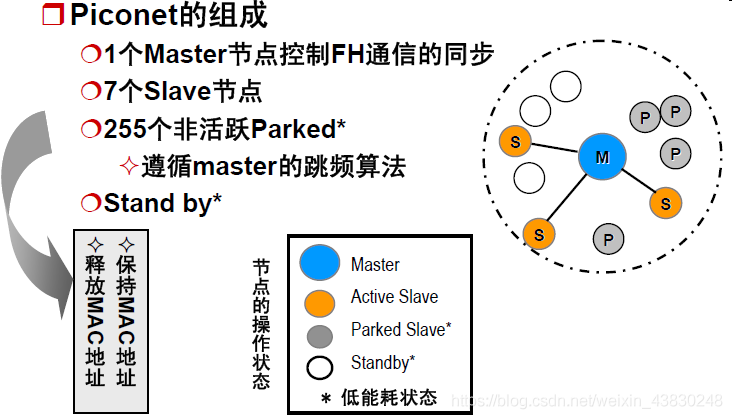 Piconet的组成
1个Master节点控制FH通信的同步
7个Slave节点
255个非活跃Parked*
遵循master的跳频算法
Stand by*
保持MAC地址
释放MAC地址
节点的操作状态
Master
Active Slave
Parked Slave*
Standby*
* 低能耗状态
P
P
S
M
P
S
S
P
https://blog.csdn.net/weixin_43830248